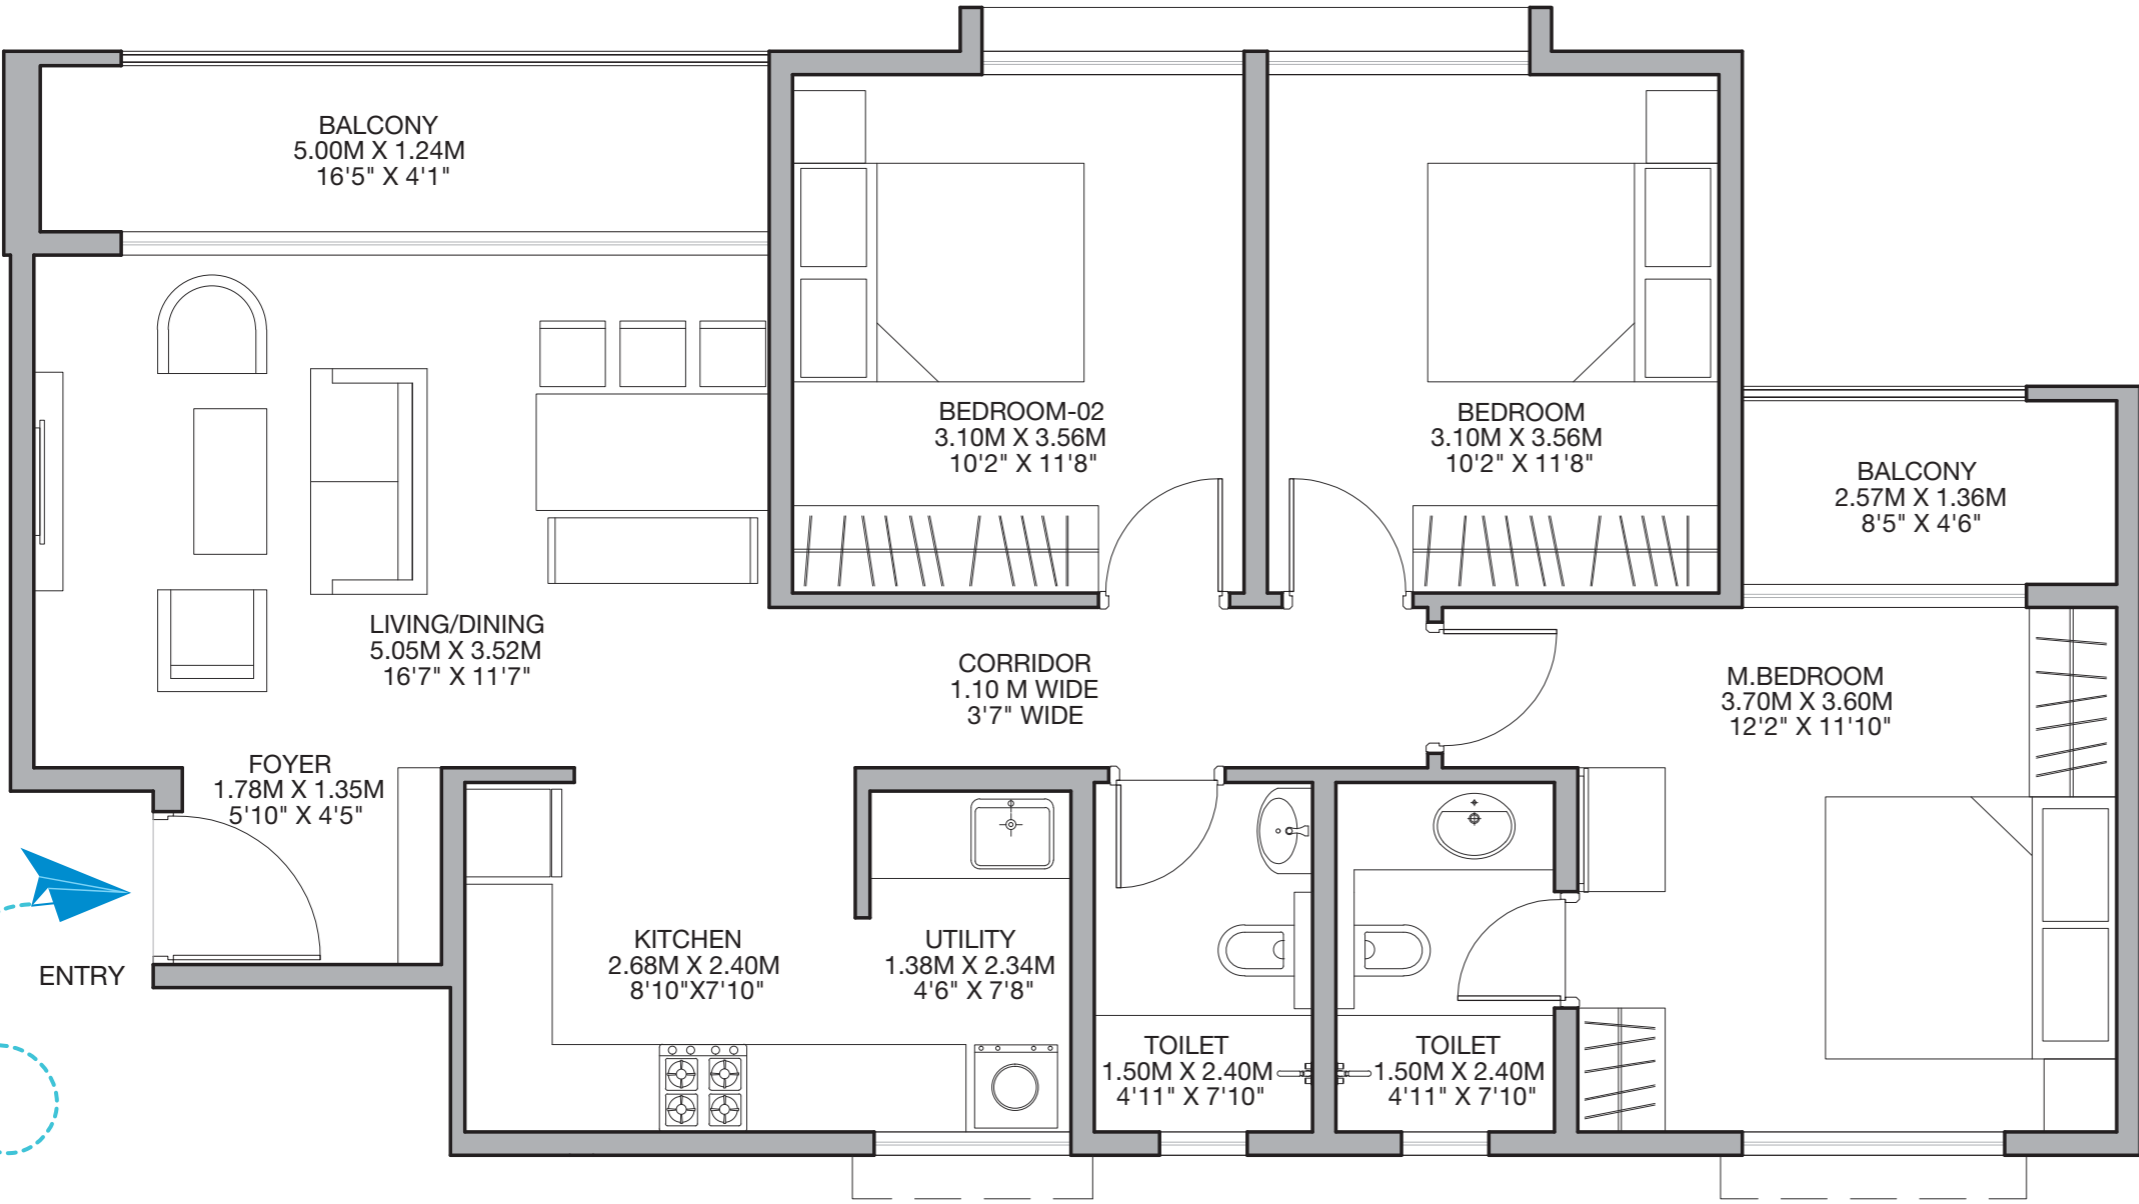 BALCONY
5.00M X 1.24M
16'5" X 4'1"
BEDROOM-02
3.10M X 3.56M
10'2" X 11'8"
BEDROOM
3.10M X 3.56M
10'2" X 11'8"
BALCONY
2.57M X 1.36M
8'5" X 4'6"
LIVING/DINING
5.05M X 3.52M
16'7" X 11'7"
CORRIDOR
1.10 M WIDE
3'7" WIDE
M.BEDROOM
3.70M X 3.60M
12'2" X 11'10"
FOYER
1.78M X 1.35M
5'10" X 4'5"
ENTRY
KITCHEN
2.68M X 2.40M
8'10"X7'10"
UTILITY
1.38M X 2.34M
4'6" X 7'8"
TOILET
1.50M X 2.40M
4'11" X 7'10"
TOILET
1.50M X 2.40M
4'11" X 7'10"